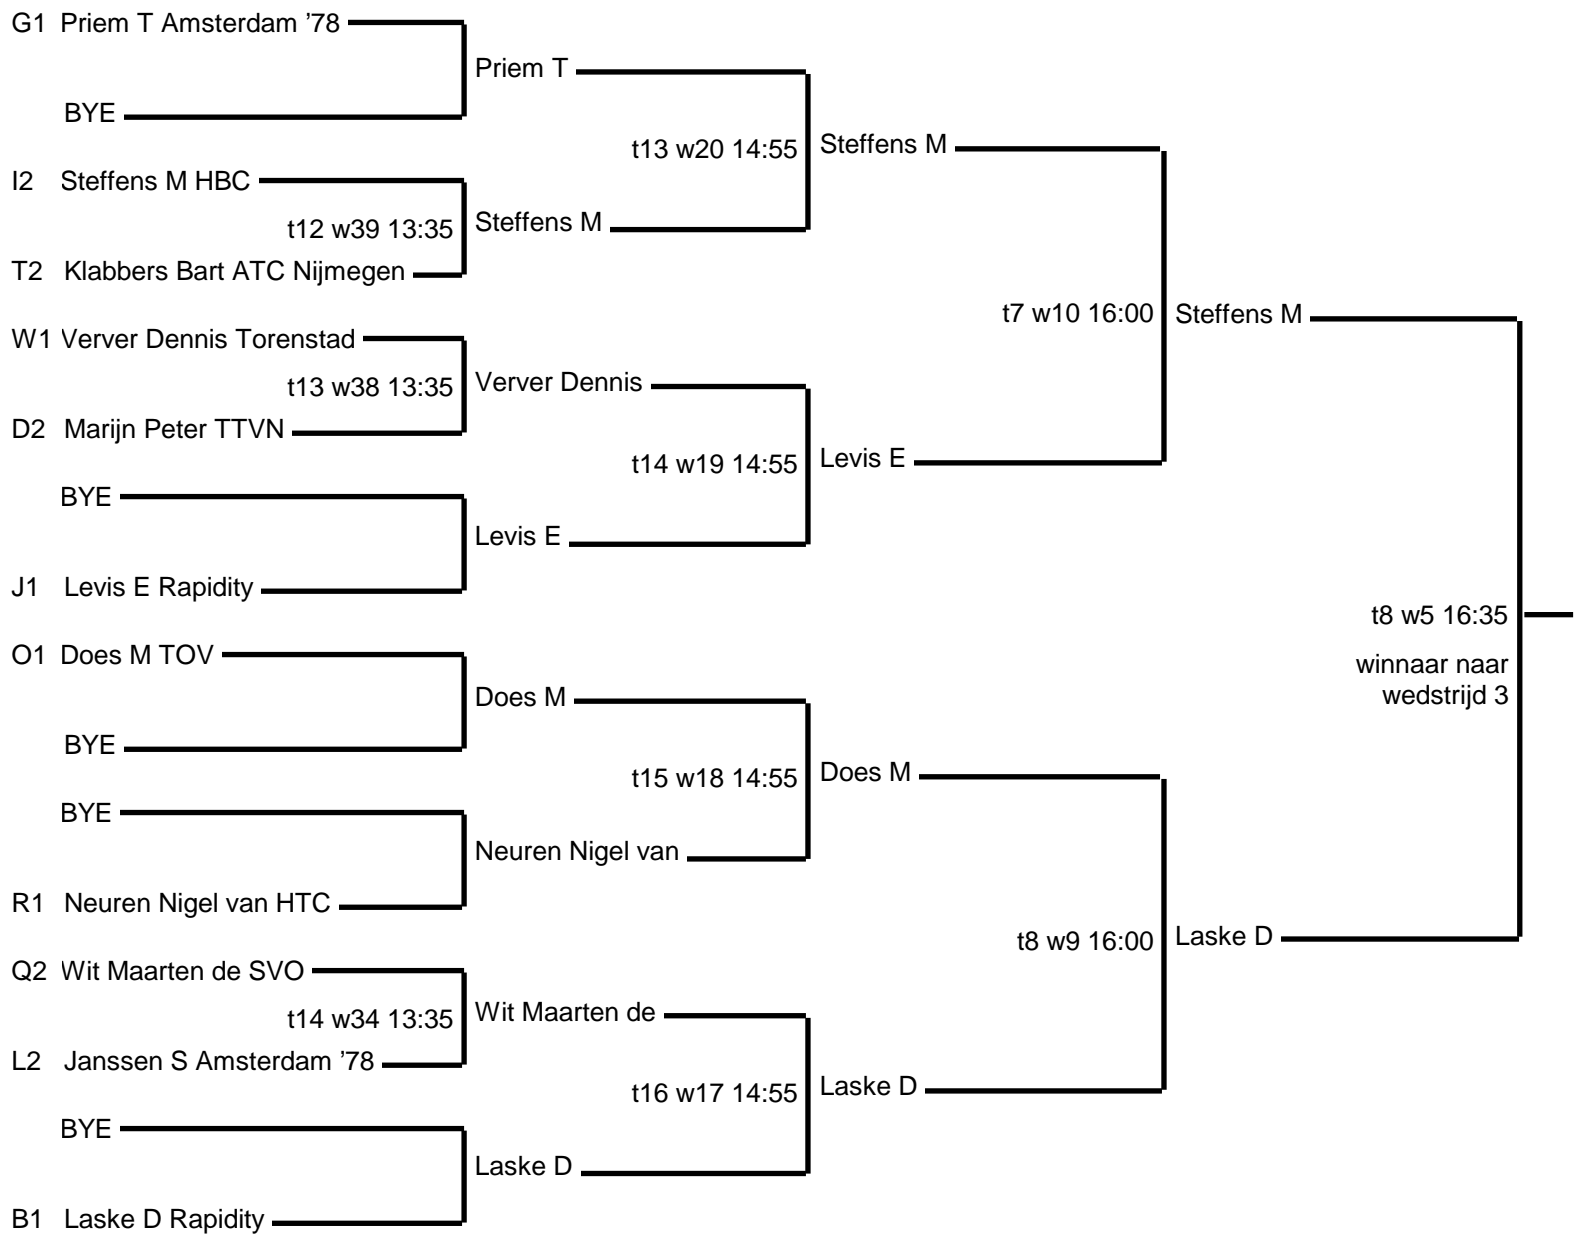 G1 Priem T Amsterdam ’78
Priem T
BYE
t13 w20 14:55
Steffens M
I2 Steffens M HBC
t12 w39 13:35
Steffens M
T2 Klabbers Bart ATC Nijmegen
t7 w10 16:00
Steffens M
W1 Verver Dennis Torenstad
t13 w38 13:35
Verver Dennis
D2 Marijn Peter TTVN
t14 w19 14:55
Levis E
BYE
Levis E
J1 Levis E Rapidity
t8 w5 16:35
winnaar naar
wedstrijd 3
O1 Does M TOV
Does M
BYE
t15 w18 14:55
Does M
BYE
Neuren Nigel van
R1 Neuren Nigel van HTC
t8 w9 16:00
Laske D
Q2 Wit Maarten de SVO
t14 w34 13:35
Wit Maarten de
L2 Janssen S Amsterdam ’78
t16 w17 14:55
Laske D
BYE
Laske D
B1 Laske D Rapidity